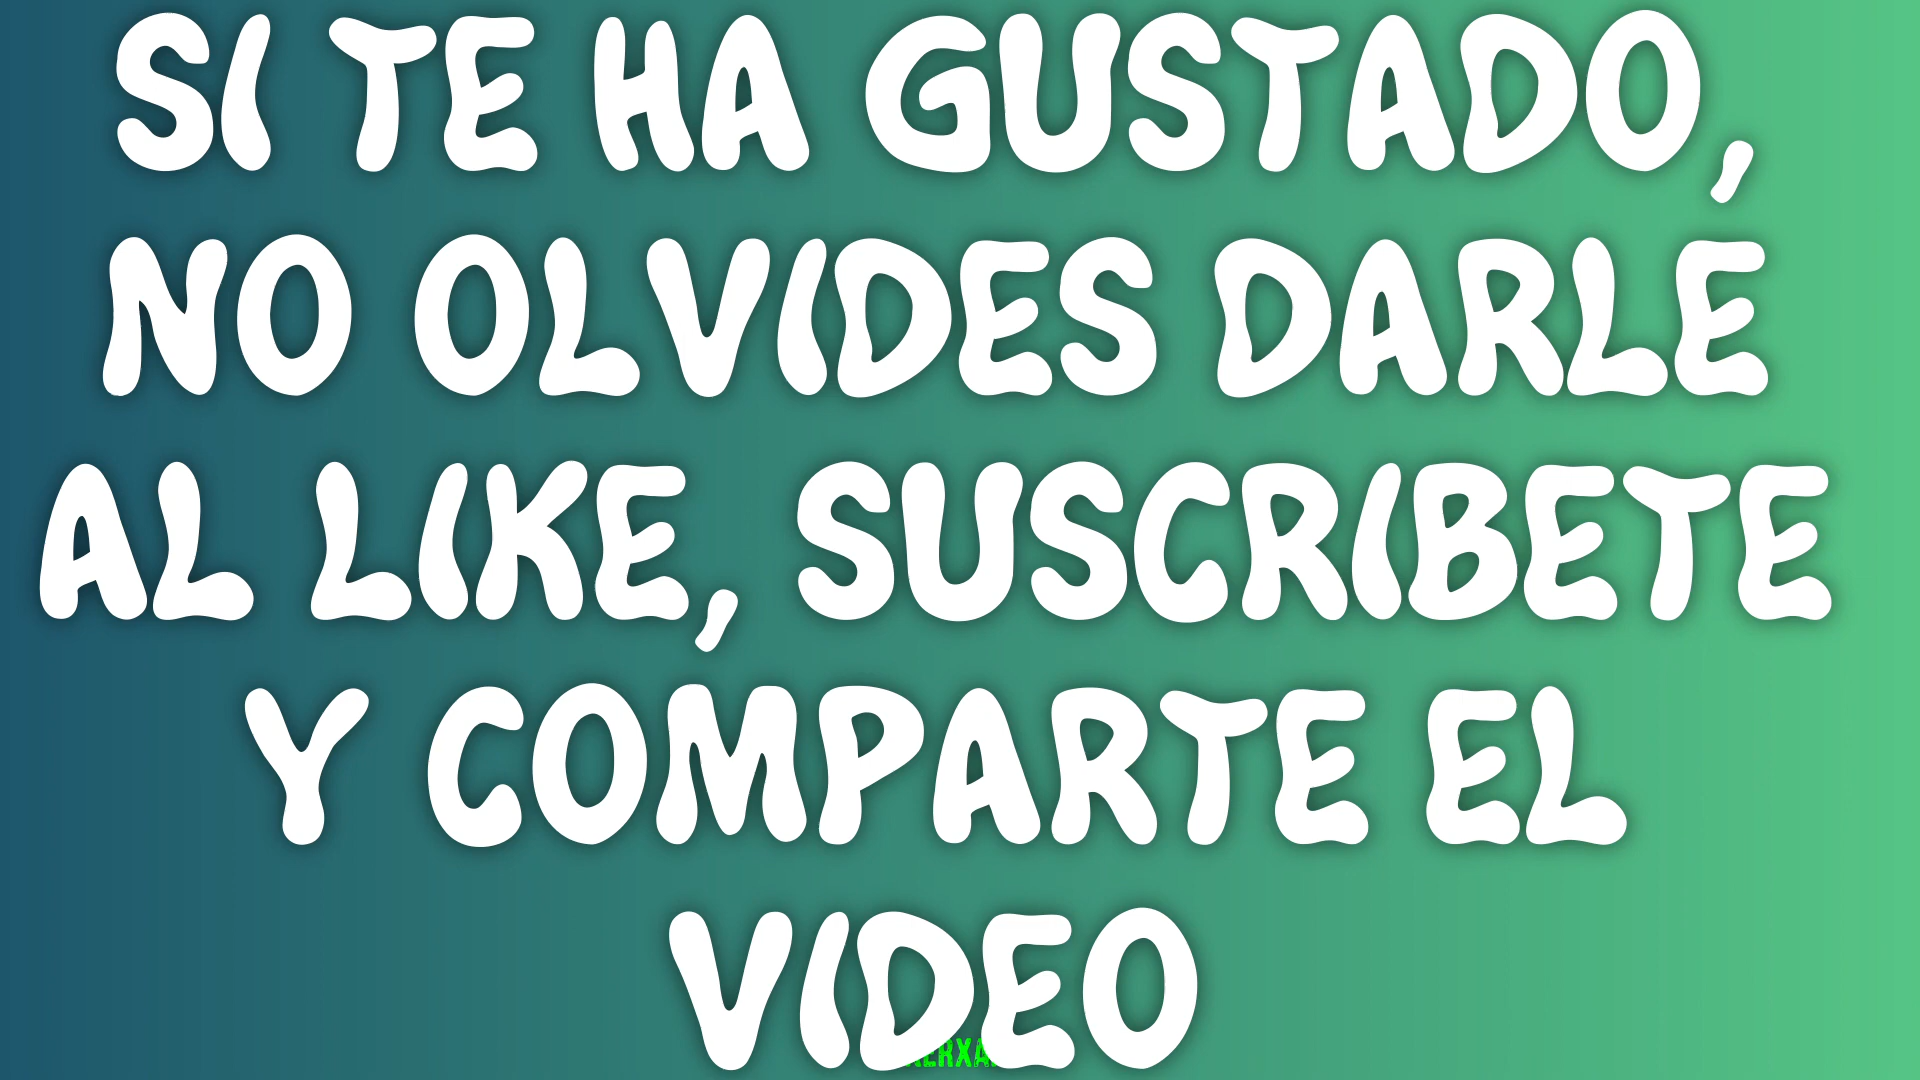 SI TE HA GUSTADO,
NO OLVIDES DARLE
AL LIKE, SUSCRIBETE
Y COMPARTE EL
VIDEO